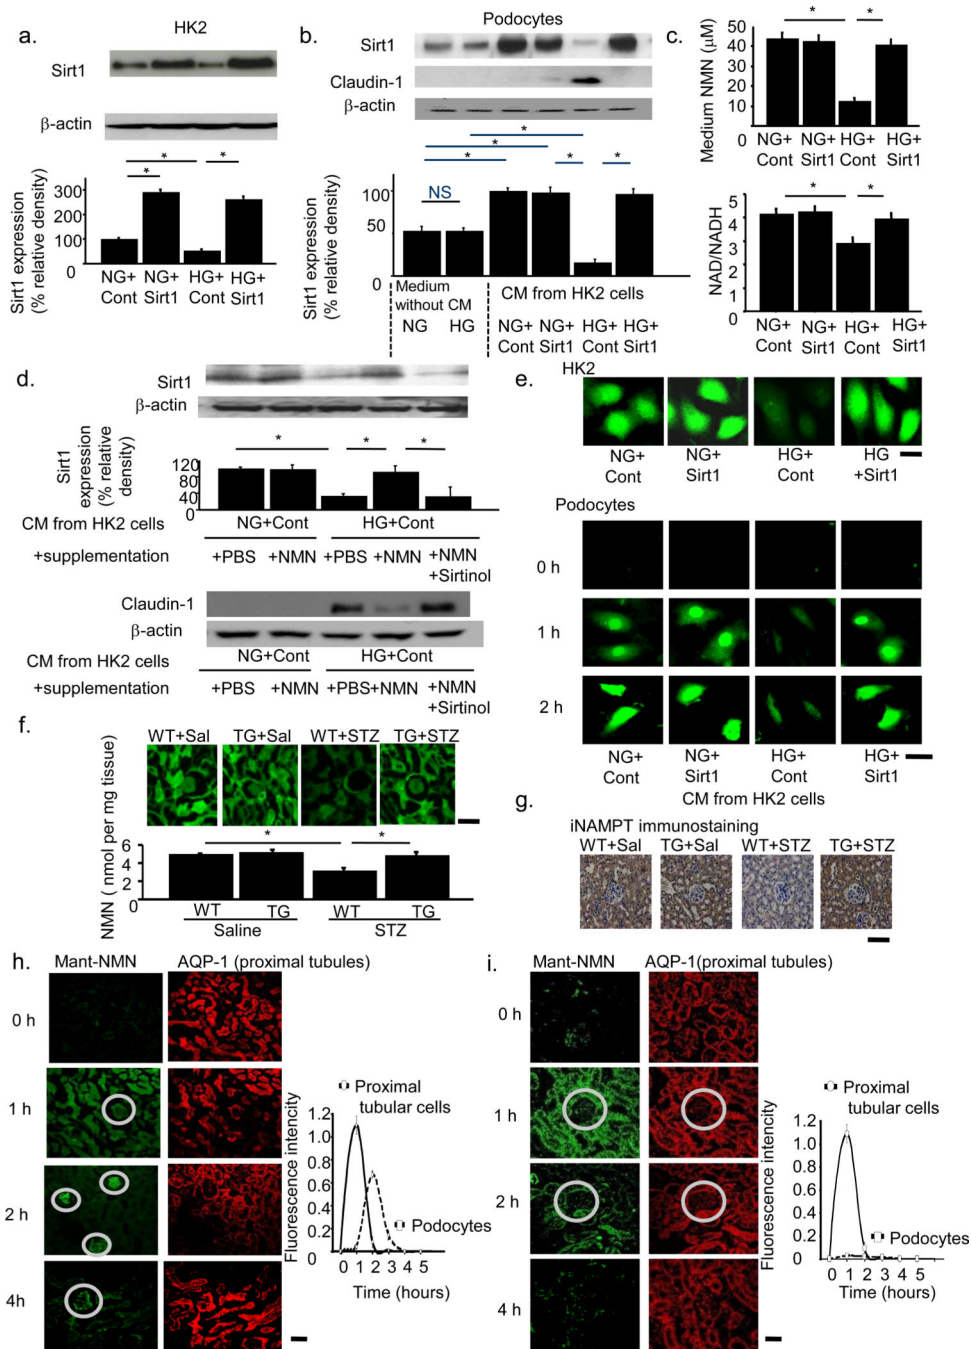 a.
HK2
Sirt1
β-actin
Sirt1 expression
(% relative density)
300
200
100
0
*
*
*
NG+
Cont
NG+
Sirt1
HG+
Cont
HG+
Sirt1
b.
Podocytes
Sirt1
Claudin-1
β-actin
Sirt1 expression
(% relative density)
100
50
0
NS
*
*
*
*
*
Medium
without CM
NG
HG
CM from HK2 cells
NG+
Cont
NG+
Sirt1
HG+
Cont
HG+
Sirt1
c.
Medium NMN (μM)
50
40
30
20
10
0
*
*
NG+
Cont
NG+
Sirt1
HG+
Cont
HG+
Sirt1
NAD/NADH
5
4
3
2
1
0
*
*
NG+
Cont
NG+
Sirt1
HG+
Cont
HG+
Sirt1
d.
Sirt1
β-actin
Sirt1
expression
(% relative
density)
120
80
40
0
*
*
*
CM from HK2 cells
NG+Cont
HG+Cont
+supplementation
+PBS
+NMN
+PBS
+NMN
+NMN
+Sirtinol
Claudin-1
β-actin
CM from HK2 cells
NG+Cont
HG+Cont
+supplementation
+PBS
+NMN
+PBS+NMN
+NMN
+Sirtinol
e.
HK2
NG+
Cont
NG+
Sirt1
HG+
Cont
HG
+Sirt1
Podocytes
0 h
1 h
2 h
NG+
Cont
NG+
Sirt1
HG+
Cont
HG+
Sirt1
CM from HK2 cells
f.
WT+Sal
TG+Sal
WT+STZ
TG+STZ
NMN ( nmol per mg tissue)
6
4
2
0
*
*
WT
TG
WT
TG
Saline
STZ
g.
iNAMPT immunostaining
WT+Sal
TG+Sal
WT+STZ
TG+STZ
h.
Mant-NMN
AQP-1 (proximal tubules)
0 h
1 h
2 h
4h
Proximal
tubular cells
Fluorescence intencity
1.2
1.0
0.8
0.6
0.4
0.2
0
Podocytes
0 1 2 3 4 5
Time (hours)
i.
Mant-NMN
AQP-1(proximal tubules)
0 h
1 h
2 h
4 h
Proximal
tubular cells
Fluorescence intencity
1.2
1.0
0.8
0.6
0.4
0.2
0
Podocytes
0 1 2 3 4 5
Time (hours)